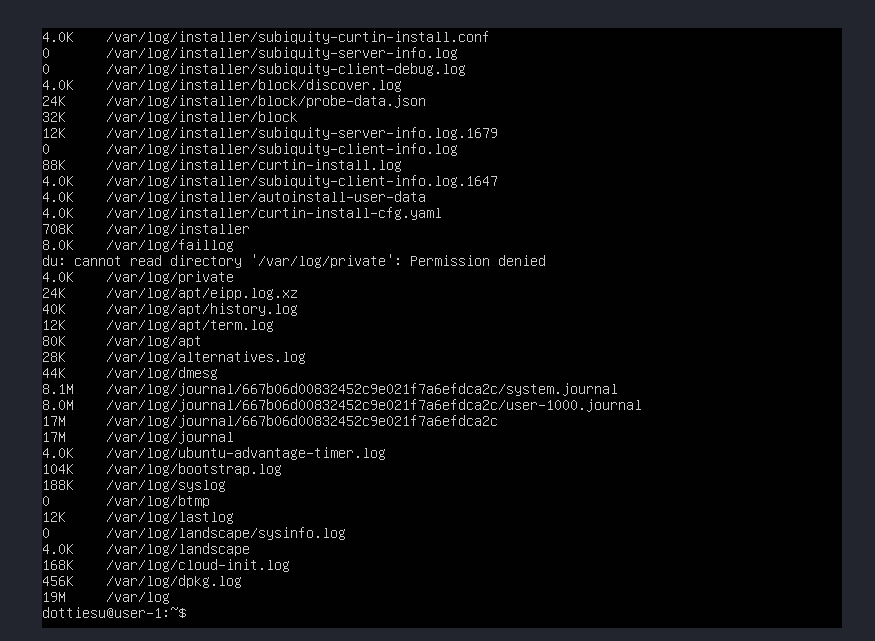 4.0K    /var/log/installer/subiquity-curtin-install.conf
0       /var/log/installer/subiquity-server-info.log
0       /var/log/installer/subiquity-client-debug.log
4.0K    /var/log/installer/block/discover.log
24K     /var/log/installer/block/probe-data.json
32K     /var/log/installer/block
12K     /var/log/installer/subiquity-server-info.log.1679
0       /var/log/installer/subiquity-client-info.log
88K     /var/log/installer/curtin-install.log
4.0K    /var/log/installer/subiquity-client-info.log.1647
4.0K    /var/log/installer/autoinstall-user-data
4.0K    /var/log/installer/curtin-install-cfg.yaml
708K    /var/log/installer
8.0K    /var/log/faillog
du: cannot read directory '/var/log/private': Permission denied
4.0K    /var/log/private
24K     /var/log/apt/eipp.log.xz
40K     /var/log/apt/history.log
12K     /var/log/apt/term.log
80K     /var/log/apt
28K     /var/log/alternatives.log
44K     /var/log/dmesg
8.1M    /var/log/journal/667b06d00832452c9e021f7a6efdca2c/system.journal
8.0M    /var/log/journal/667b06d00832452c9e021f7a6efdca2c/user-1000.journal
17M     /var/log/journal/667b06d00832452c9e021f7a6efdca2c
17M     /var/log/journal
4.0K    /var/log/ubuntu-advantage-timer.log
104K    /var/log/bootstrap.log
188K    /var/log/syslog
0       /var/log/btmp
12K     /var/log/lastlog
0       /var/log/landscape/sysinfo.log
4.0K    /var/log/landscape
168K    /var/log/cloud-init.log
456K    /var/log/dpkg.log
19M     /var/log
dottiesu@user-1:~$